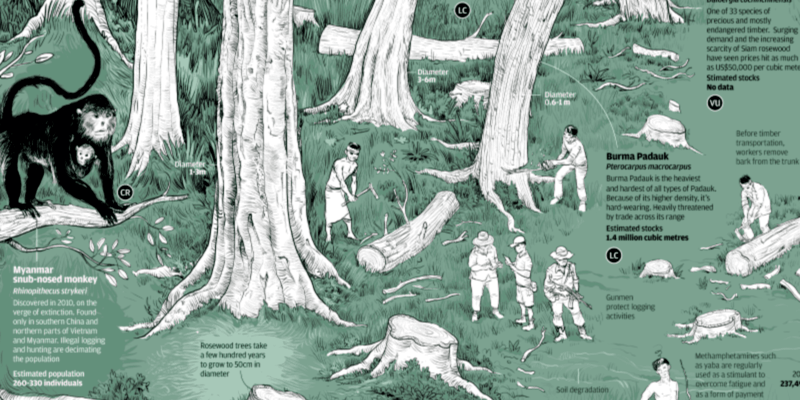 LC
One of 33 species of
precious and mostly
endangered timber. Surging
demand and the increasing
scarcity of Siam rosewood
have seen prices hit as much
as US$50,000 per cubic metre
Stimated stocks
No data
VU
Diameter
3-6m
Diameter
0.6-1 m
Diameter
CR
Before timber
transportation,
workers remove
bark from the trunk
Burma Padauk
Pterocarpus macrocarpus
Burma Padauk is the heaviest
and hardest of all types of Padauk.
Because of its higher density, it's
hard-wearing. Heavily threatened
by trade across its range
Estimated stocks
1.4 million cubic metres
LC
Myanmar
snub-nosed monkey
Rhinopithecus strykeri
Discovered in 2010, on the
verge of extinction. Found
only in southern China and
northern parts of Vietnam
and Myanmar. Illegal logging
and hunting are decimating
the population
Estimated population
260-330 individuals
Gunmen
protect logging
activities
Rosewood trees take
a few hundred years
to grow to 50cm in
diameter
Soil degradation
Methamphetamines such
as yaba are regularly
used as a stimulant to
overcome fatigue and
as a form of payment